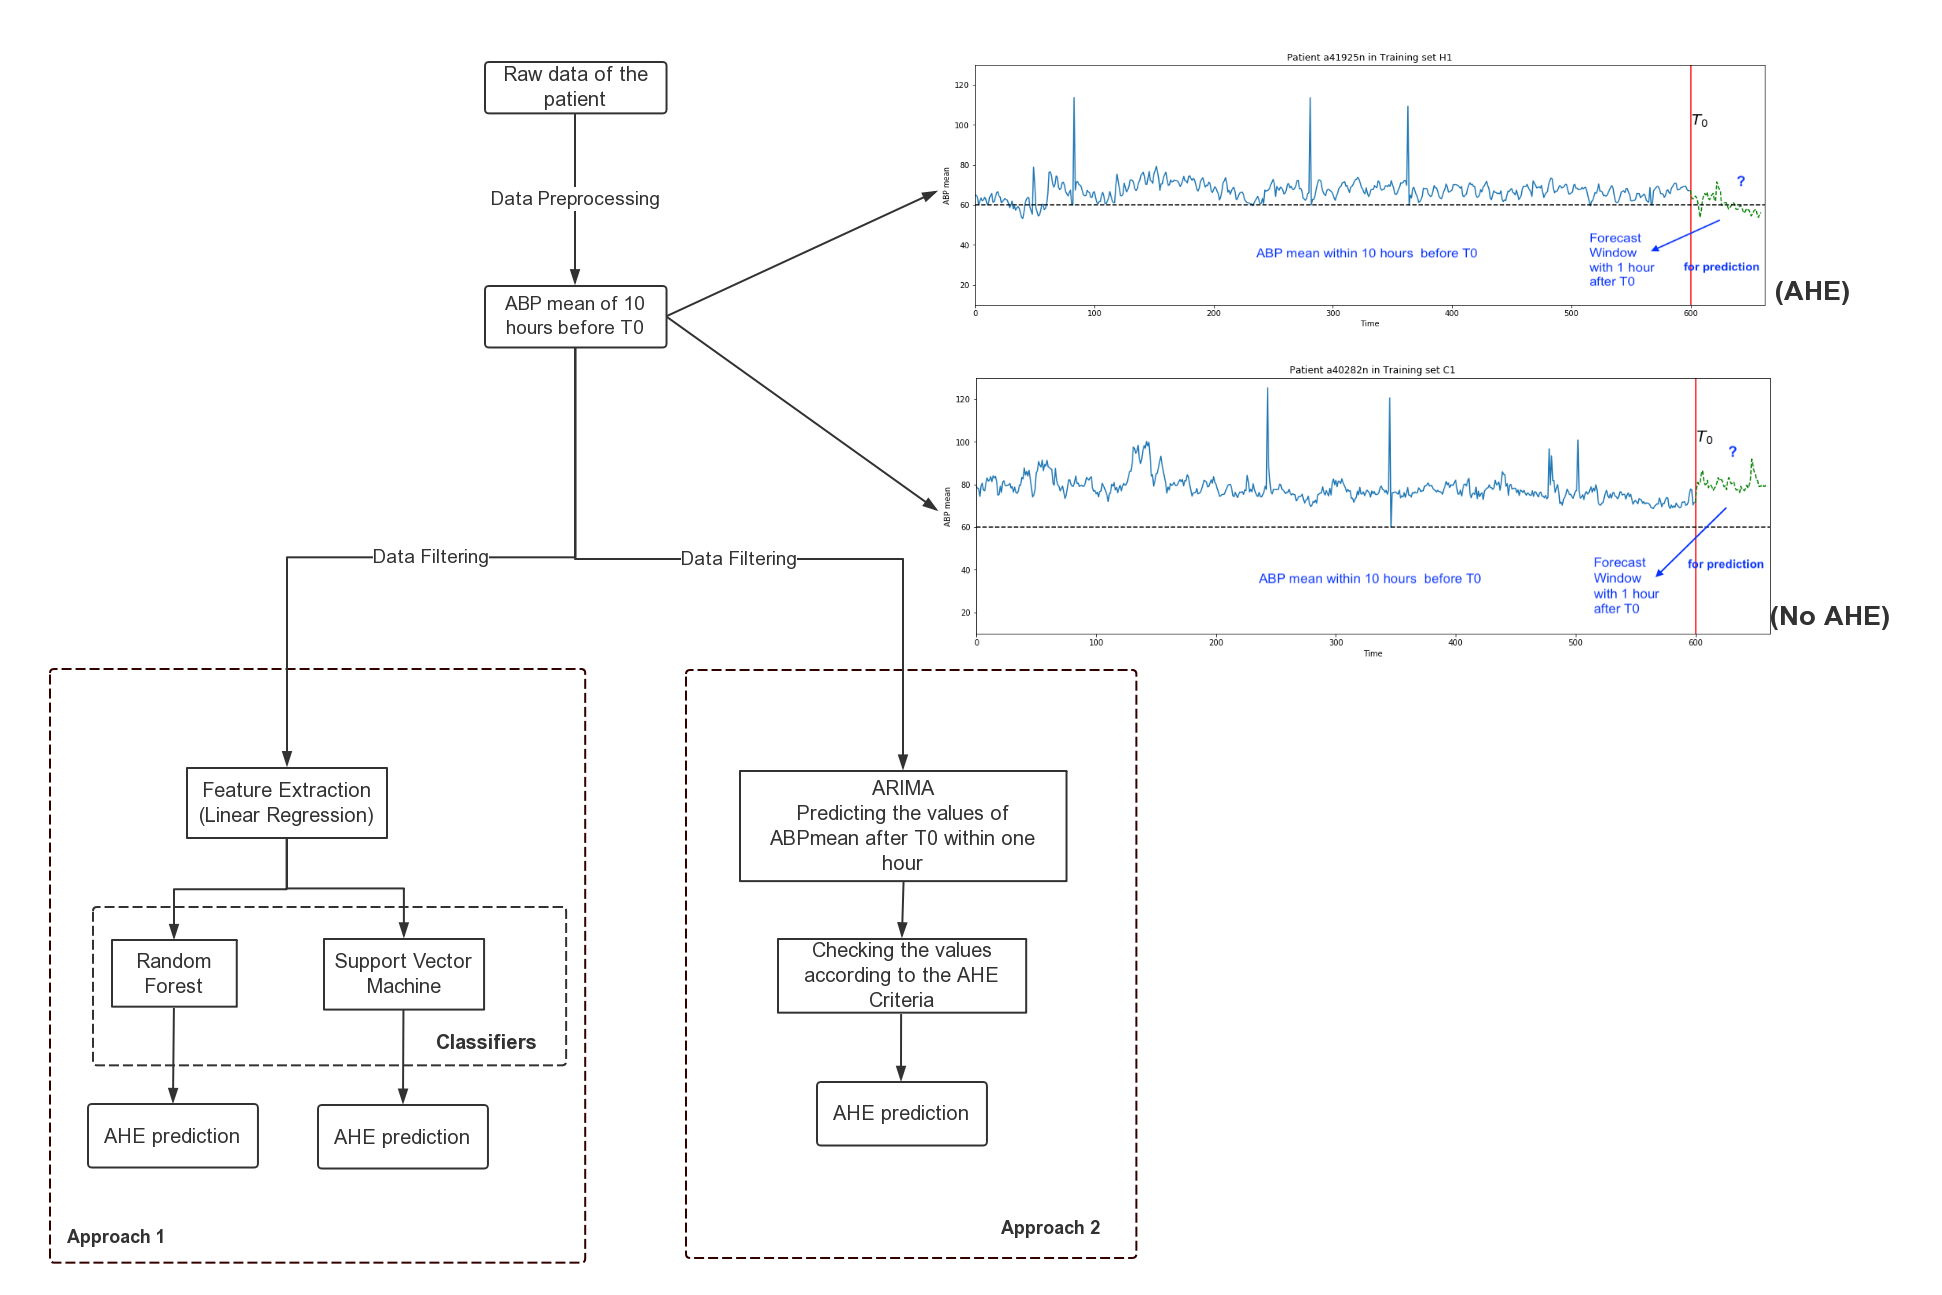 Raw data of the
patient
Data Preprocessing
ABP mean of 10
hours before T0
Patient a41925n in Training set H1
ABP mean
120
100
80
60
40
20
T0
?
ABP mean within 10 hours before T0
Forecast
Window
with 1 hour
after T0
for prediction
0 100 200 300 400 500 600
Time
(AHE)
Patient a40282n in Training set C1
ABP mean
120
100
80
60
40
20
T0
?
ABP mean within 10 hours before T0
Forecast
Window
with 1 hour
after T0
for prediction
0 100 200 300 400 500 600
Time
(No AHE)
Data Filtering
Data Filtering
Feature Extraction
(Linear Regression)
Random
Forest
Support Vector
Machine
Classifiers
AHE prediction
AHE prediction
Approach 1
ARIMA
Predicting the values of
ABPmean after T0 within one
hour
Checking the values
according to the AHE
Criteria
AHE prediction
Approach 2